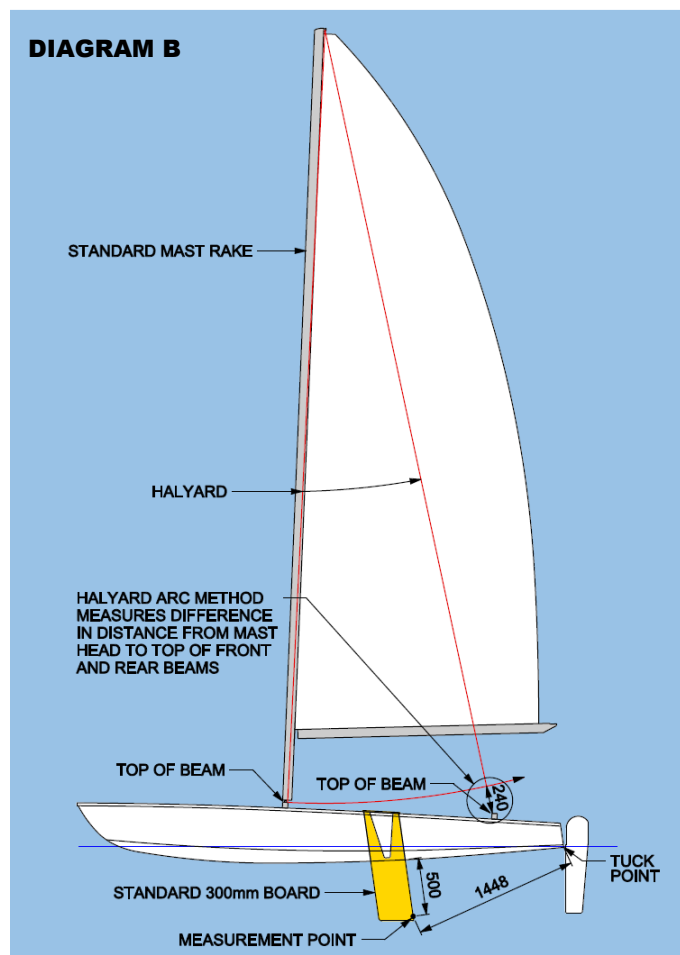 DIAGRAM B
STANDARD MAST RAKE
HALYARD
HALYARD ARC METHOD
MEASURES DIFFERENCE
IN DISTANCE FROM MAST
HEAD TO TOP OF FRONT
AND REAR BEAMS
TOP OF BEAM
TOP OF BEAM
240
TUCK
POINT
500
1448
STANDARD 300mm BOARD
MEASUREMENT POINT